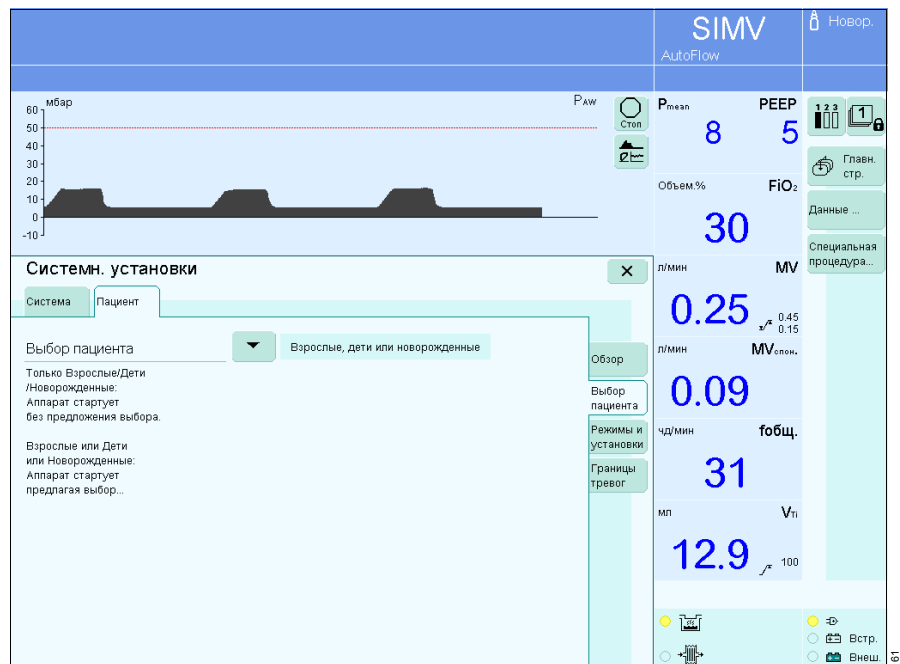 SIMV
AutoFlow
Новор.
мбар
PAW
60
50
40
30
20
10
0
-10
Стоп
Pmean
PEEP
8
5
1 2 3
1
Главн.
стр.
Данные ...
Специальная
процедура...
Объем.%
FiO2
30
л/мин
MV
0.25
0.45
0.15
л/мин
MVспон.
0.09
чд/мин
fобщ.
31
мл
VTi
12.9
100
Системн. установки
Система
Пациент
Выбор пациента
Взрослые, дети или новорожденные
Только Взрослые/Дети
/Новорожденные:
Аппарат стартует
без предложения выбора.
Взрослые или Дети
или Новорожденные:
Аппарат стартует
предлагая выбор...
Обзор
Выбор
пациента
Режимы и
установки
Границы
тревог
Встр.
Внеш.
61